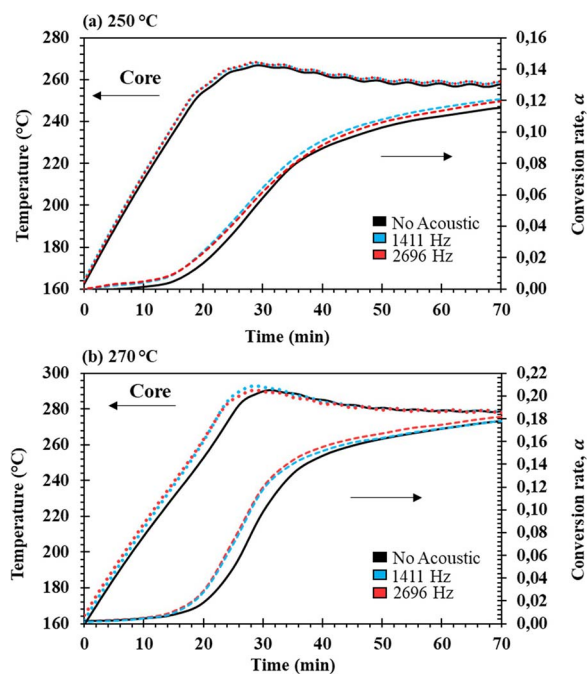 (a) 250 °C
280
260
240
220
200
180
160
Temperature (°C)
Core
0,16
0,14
0,12
0,10
0,08
0,06
0,04
0,02
0,00
Conversion rate, α
No Acoustic
1411 Hz
2696 Hz
0 10 20 30 40 50 60 70
Time (min)
(b) 270 °C
300
280
260
240
220
200
180
160
Temperature (°C)
Core
0,22
0,20
0,18
0,16
0,14
0,12
0,10
0,08
0,06
0,04
0,02
0,00
Conversion rate, α
No Acoustic
1411 Hz
2696 Hz
0 10 20 30 40 50 60 70
Time (min)